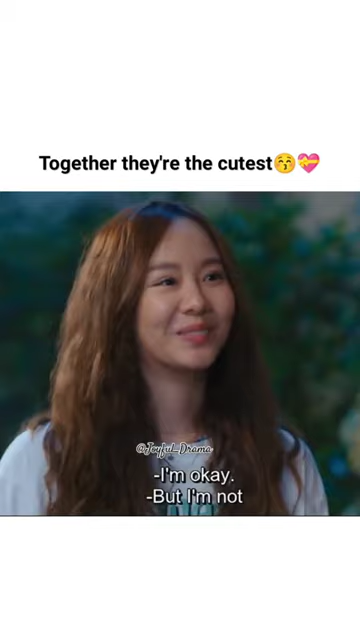 Together they're the cutest😚💝
@Joyful_Drama
-I'm okay.
-But I'm not